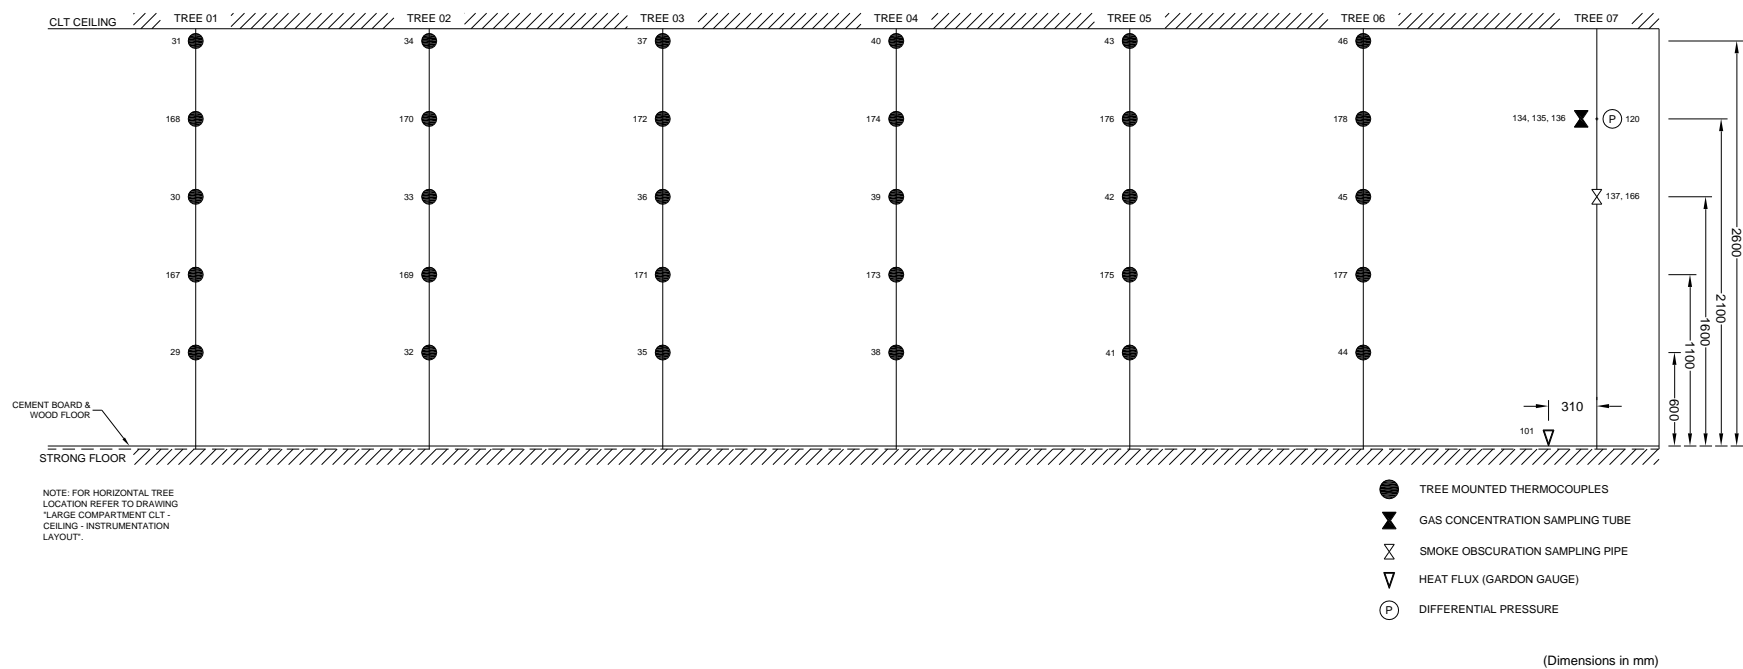 CLT CEILING TREE 01 TREE 02 TREE 03 TREE 04 TREE 05 TREE 06 TREE 07
31 34 37 40 43 46
168 170 172 174 176 178 134, 135, 136 P 120
30 33 36 39 42 45 137, 166
167 169 171 173 175 177
29 32 35 38 41 44
2600
2100
1600
1100
600
CEMENT BOARD &
WOOD FLOOR
310
101
STRONG FLOOR
NOTE: FOR HORIZONTAL TREE
LOCATION REFER TO DRAWING
"LARGE COMPARTMENT CLT -
CEILING - INSTRUMENTATION
LAYOUT".
TREE MOUNTED THERMOCOUPLES
GAS CONCENTRATION SAMPLING TUBE
SMOKE OBSCURATION SAMPLING PIPE
HEAT FLUX (GARDON GAUGE)
P DIFFERENTIAL PRESSURE
(Dimensions in mm)